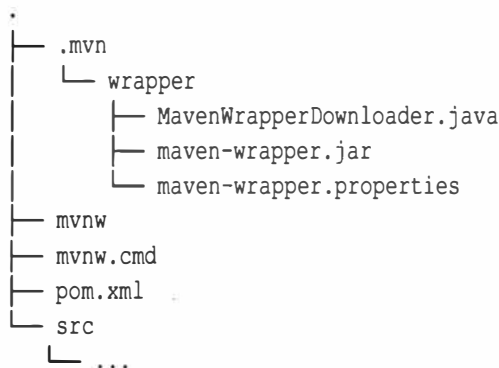 .
├── .mvn
│   └── wrapper
│       ├── MavenWrapperDownloader.java
│       ├── maven-wrapper.jar
│       └── maven-wrapper.properties
├── mvnw
├── mvnw.cmd
├── pom.xml
└── src
    └── ...